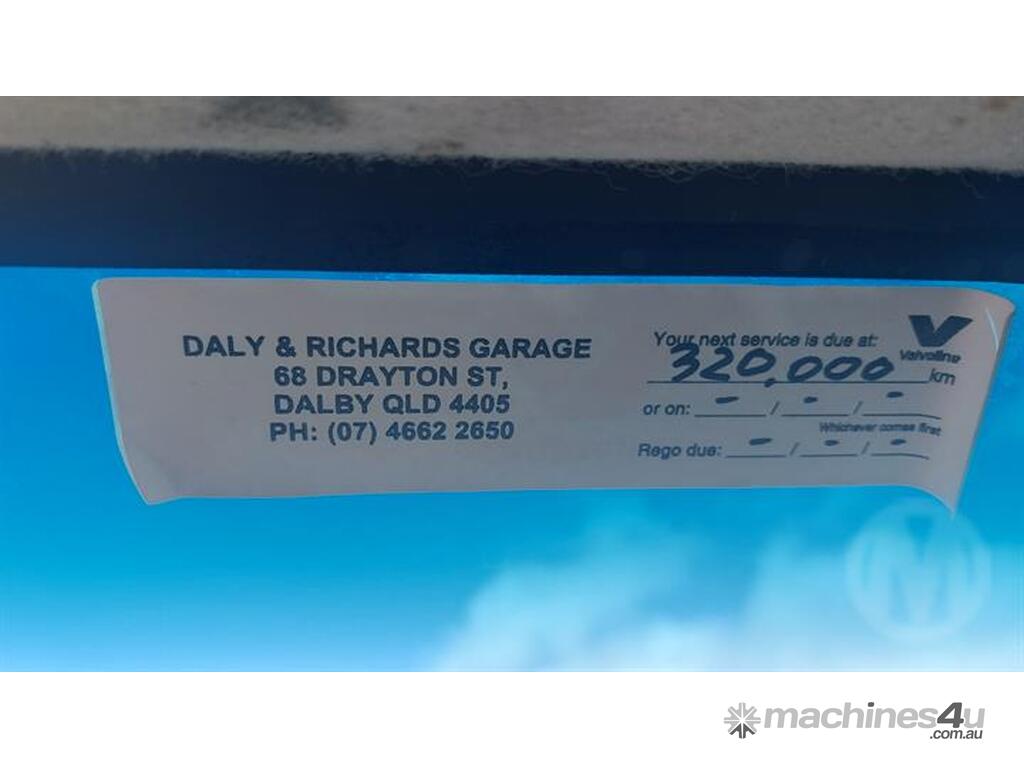 DALY & RICHARDS GARAGE
68 DRAYTON ST,
DALBY QLD 4405
PH: (07) 4662 2650
Your next service is due at:
320,000 km
or on: - / - / -
Whichever comes first
Rego due: - / - / -
V
Valvoline
M
machines4u
.com.au